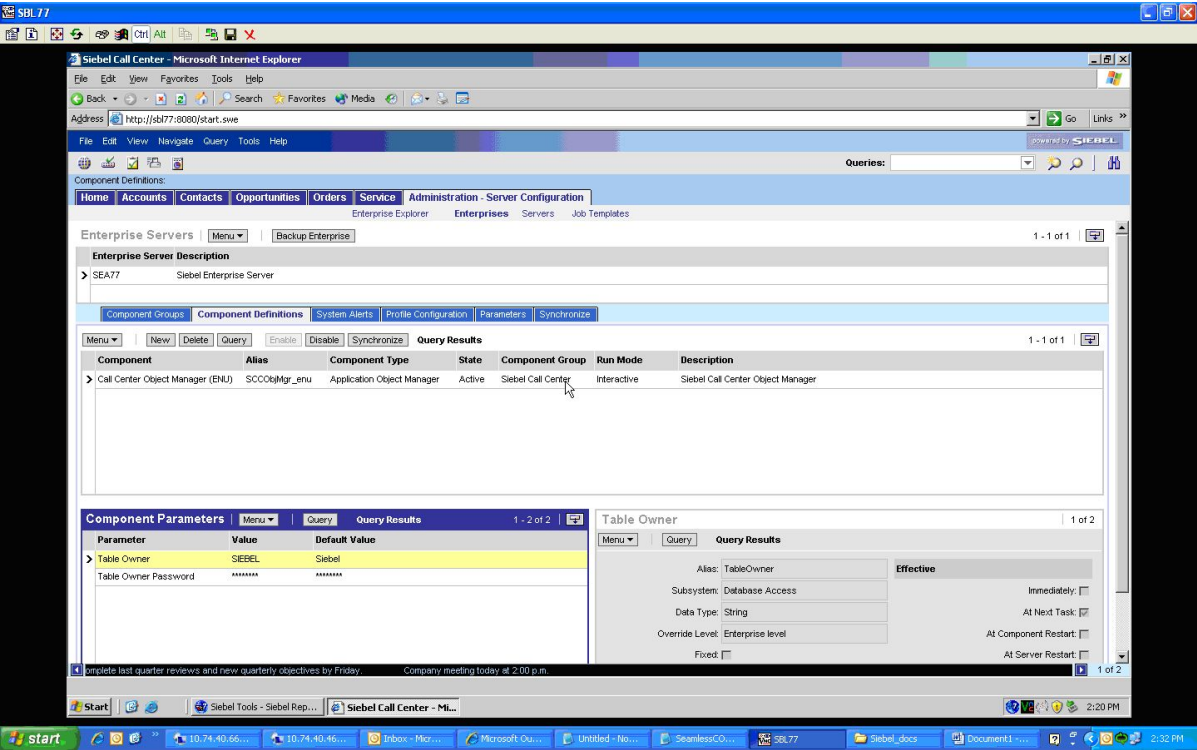 SBL77
Ctrl Alt
Siebel Call Center - Microsoft Internet Explorer
File Edit View Favorites Tools Help
Back Search Favorites Media
Address http://sbl77:8080/start.swe Go Links »
File Edit View Navigate Query Tools Help powered by SIEBEL
Queries:
Component Definitions:
Home Accounts Contacts Opportunities Orders Service Administration - Server Configuration
Enterprise Explorer Enterprises Servers Job Templates
Enterprise Servers Menu Backup Enterprise 1 - 1 of 1
Enterprise Server Description
SEA77 Siebel Enterprise Server
Component Groups Component Definitions System Alerts Profile Configuration Parameters Synchronize
Menu New Delete Query Enable Disable Synchronize Query Results 1 - 1 of 1
Component Alias Component Type State Component Group Run Mode Description
Call Center Object Manager (ENU) SCCObjMgr_enu Application Object Manager Active Siebel Call Center Interactive Siebel Call Center Object Manager
Component Parameters Menu Query Query Results 1 - 2 of 2
Parameter Value Default Value
Table Owner SIEBEL Siebel
Table Owner Password ******** ********
Table Owner 1 of 2
Menu Query Query Results
Alias: TableOwner Effective
Subsystem: Database Access Immediately:
Data Type: String At Next Task:
Override Level: Enterprise level At Component Restart:
Fixed: At Server Restart:
omplete last quarter reviews and new quarterly objectives by Friday. Company meeting today at 2:00 p.m. 1 of 2
Start Siebel Tools - Siebel Rep... Siebel Call Center - Mi... 2:20 PM
start 10.74.40.66... 10.74.40.46... Inbox - Micr... Microsoft Ou... Untitled - No... SeamlessCO... SBL77 Siebel_docs Document1 -... 2:32 PM